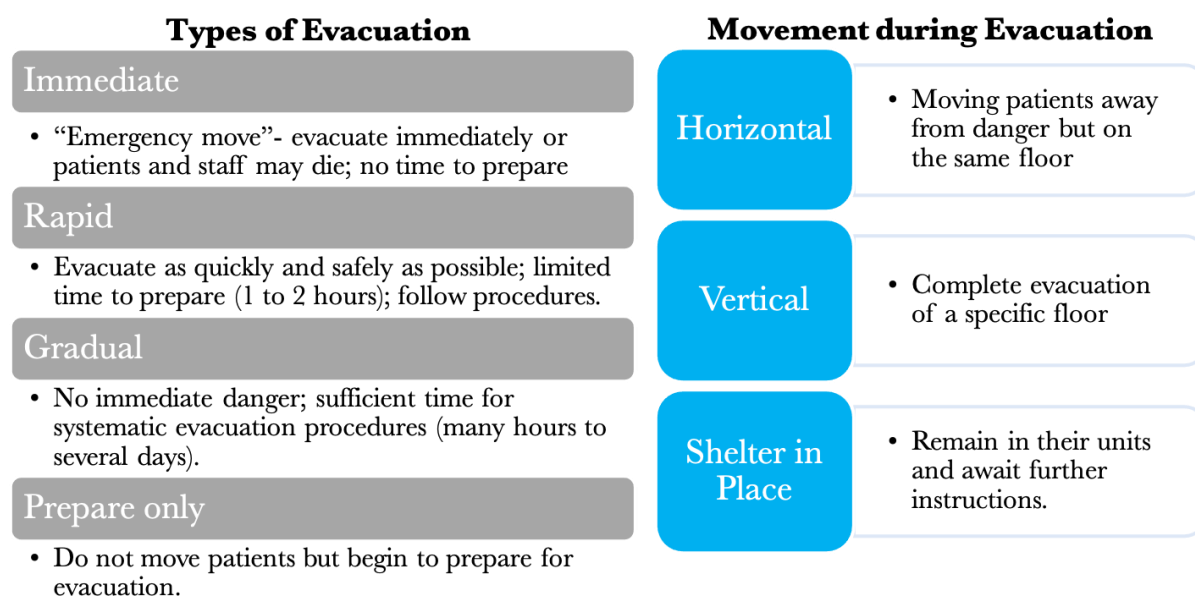 Types of Evacuation
Immediate
• “Emergency move”- evacuate immediately or
patients and staff may die; no time to prepare
Rapid
• Evacuate as quickly and safely as possible; limited
time to prepare (1 to 2 hours); follow procedures.
Gradual
• No immediate danger; sufficient time for
systematic evacuation procedures (many hours to
several days).
Prepare only
• Do not move patients but begin to prepare for
evacuation.
Movement during Evacuation
Horizontal
• Moving patients away
from danger but on
the same floor
Vertical
• Complete evacuation
of a specific floor
Shelter in
Place
• Remain in their units
and await further
instructions.